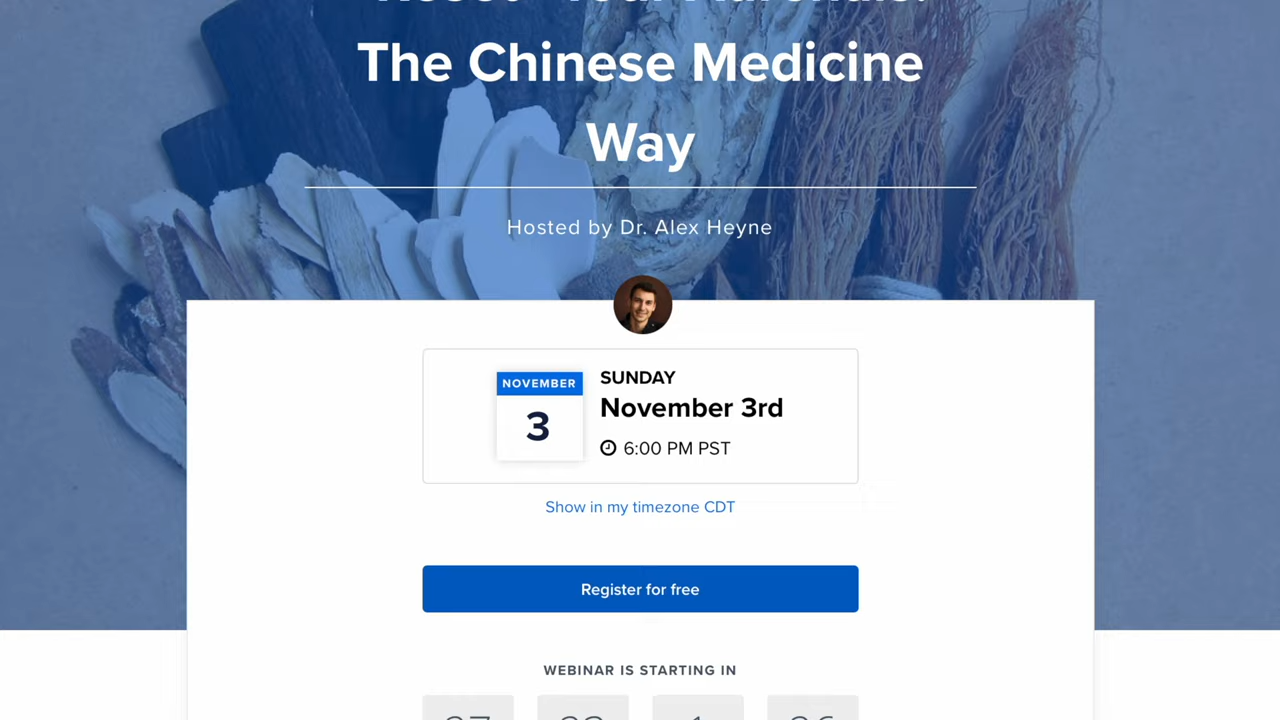 The Chinese Medicine
Way
Hosted by Dr. Alex Heyne
NOVEMBER
3
SUNDAY
November 3rd
6:00 PM PST
Show in my timezone CDT
Register for free
WEBINAR IS STARTING IN